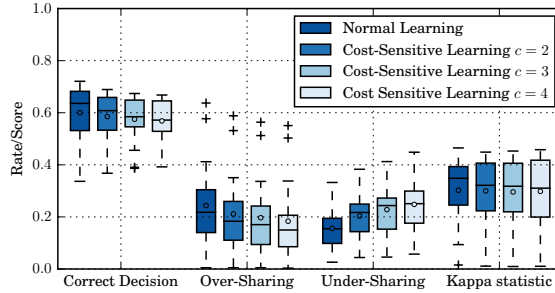 1.0
0.8
0.6
0.4
0.2
0.0
Rate/Score
Normal Learning
Cost-Sensitive Learning c = 2
Cost-Sensitive Learning c = 3
Cost Sensitive Learning c = 4
Correct Decision
Over-Sharing
Under-Sharing
Kappa statistic